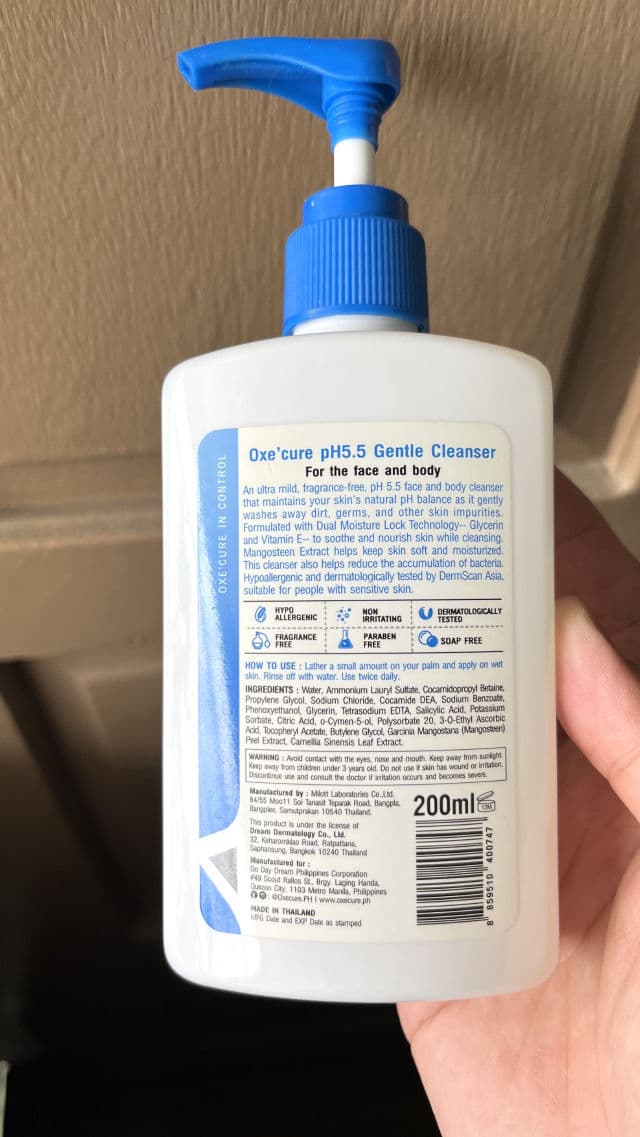 OXE'CURE IN CONTROL
Oxe'cure pH5.5 Gentle Cleanser
For the face and body
An ultra mild, fragrance-free, pH 5.5 face and body cleanser
that maintains your skin's natural pH balance as it gently
washes away dirt, germs, and other skin impurities.
Formulated with Dual Moisture Lock Technology-- Glycerin
and Vitamin E-- to soothe and nourish skin while cleansing.
Mangosteen Extract helps keep skin soft and moisturized.
This cleanser also helps reduce the accumulation of bacteria.
Hypoallergenic and dermatologically tested by DermScan Asia,
suitable for people with sensitive skin.
HYPO
ALLERGENIC
NON
IRRITATING
DERMATOLOGICALLY
TESTED
FRAGRANCE
FREE
PARABEN
FREE
SOAP FREE
HOW TO USE : Lather a small amount on your palm and apply on wet
skin. Rinse off with water. Use twice daily.
INGREDIENTS : Water, Ammonium Lauryl Sulfate, Cocamidopropyl Betaine,
Propylene Glycol, Sodium Chloride, Cocamide DEA, Sodium Benzoate,
Phenoxyethanol, Glycerin, Tetrasodium EDTA, Salicylic Acid, Potassium
Sorbate, Citric Acid, o-Cymen-5-ol, Polysorbate 20, 3-O-Ethyl Ascorbic
Acid, Tocopheryl Acetate, Butylene Glycol, Garcinia Mangostana (Mangosteen)
Peel Extract, Camellia Sinensis Leaf Extract.
WARNING : Avoid contact with the eyes, nose and mouth. Keep away from sunlight.
Keep away from children under 3 years old. Do not use if skin has wound or irritation.
Discontinue use and consult the doctor if irritation occurs and becomes severe.
Manufactured by : Milott Laboratories Co.,Ltd.
84/55 Moo11 Soi Tanasit Teparak Road, Bangpla,
Bangplee, Samutprakan 10540 Thailand.
This product is under the license of
Dream Dermatology Co., Ltd.
32, Keharomklao Road, Ratpattana,
Saphansung, Bangkok 10240 Thailand
Manufactured for :
Do Day Dream Philippines Corporation
#49 Scout Rallos St., Brgy. Laging Handa,
Quezon City, 1103 Metro Manila, Philippines
: @Oxecure.PH | www.oxecure.ph
MADE IN THAILAND
MFG Date and EXP Date as stamped
200ml
12M
8 859510 400747